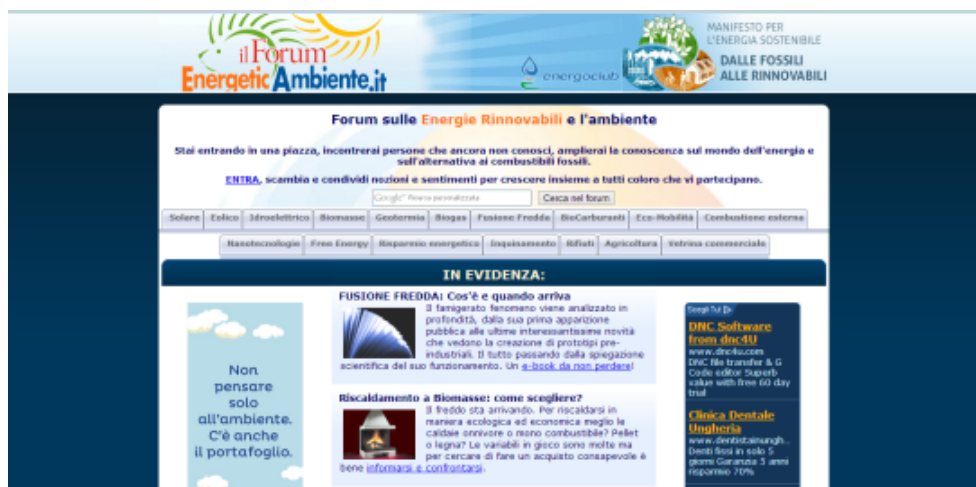 il Forum
EnergeticAmbiente.it
energoclub
MANIFESTO PER
L'ENERGIA SOSTENIBILE
DALLE FOSSILI
ALLE RINNOVABILI
Forum sulle Energie Rinnovabili e l'ambiente
Stai entrando in una piazza, incontrerai persone che ancora non conosci, amplierai la conoscenza sul mondo dell'energia e
sull'alternativa ai combustibili fossili.
ENTRA, scambia e condividi nozioni e sentimenti per crescere insieme a tutti coloro che vi partecipano.
Google™ Ricerca personalizzata Cerca nel forum
Solare Eolico Idroelettrico Biomasse Geotermia Biogas Fusione Fredda BioCarburanti Eco-Mobilità Combustione esterna
Nanotecnologie Free Energy Risparmio energetico Inquinamento Rifiuti Agricoltura Vetrina commerciale
IN EVIDENZA:
Non
pensare
solo
all'ambiente.
C'è anche
il portafoglio.
FUSIONE FREDDA: Cos'è e quando arriva
Il famigerato fenomeno viene analizzato in
profondità, dalla sua prima apparizione
pubblica alle ultime interessantissime novità
che vedono la creazione di prototipi pre-
industriali. Il tutto passando dalla spiegazione
scientifica del suo funzionamento. Un e-book da non perdere!
Riscaldamento a Biomasse: come scegliere?
Il freddo sta arrivando. Per riscaldarsi in
maniera ecologica ed economica meglio le
caldaie onnivore o mono combustibile? Pellet
o legna? Le variabili in gioco sono molte ma
per cercare di fare un acquisto consapevole è
bene informarsi e confrontarsi.
Scegli Tu!
DNC Software
from dnc4U
www.dnc4u.com
DNC file transfer & G
Code editor Superb
value with free 60 day
trial
Clinica Dentale
Ungheria
www.dentistainungh..
Denti fissi in solo 5
giorni Garanzia 3 anni
risparmio 70%